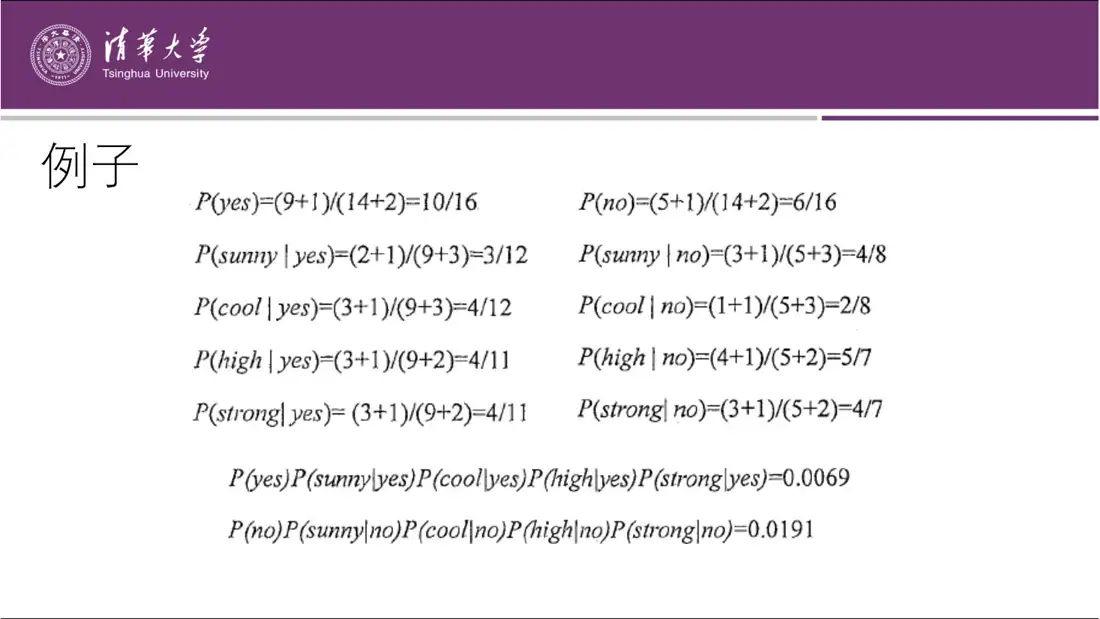 清华大学
Tsinghua University
例子
P(yes)=(9+1)/(14+2)=10/16
P(no)=(5+1)/(14+2)=6/16
P(sunny | yes)=(2+1)/(9+3)=3/12
P(sunny | no)=(3+1)/(5+3)=4/8
P(cool | yes)=(3+1)/(9+3)=4/12
P(cool | no)=(1+1)/(5+3)=2/8
P(high | yes)=(3+1)/(9+2)=4/11
P(high | no)=(4+1)/(5+2)=5/7
P(strong| yes)= (3+1)/(9+2)=4/11
P(strong| no)=(3+1)/(5+2)=4/7
P(yes)P(sunny|yes)P(cool|yes)P(high|yes)P(strong|yes)=0.0069
P(no)P(sunny|no)P(cool|no)P(high|no)P(strong|no)=0.0191